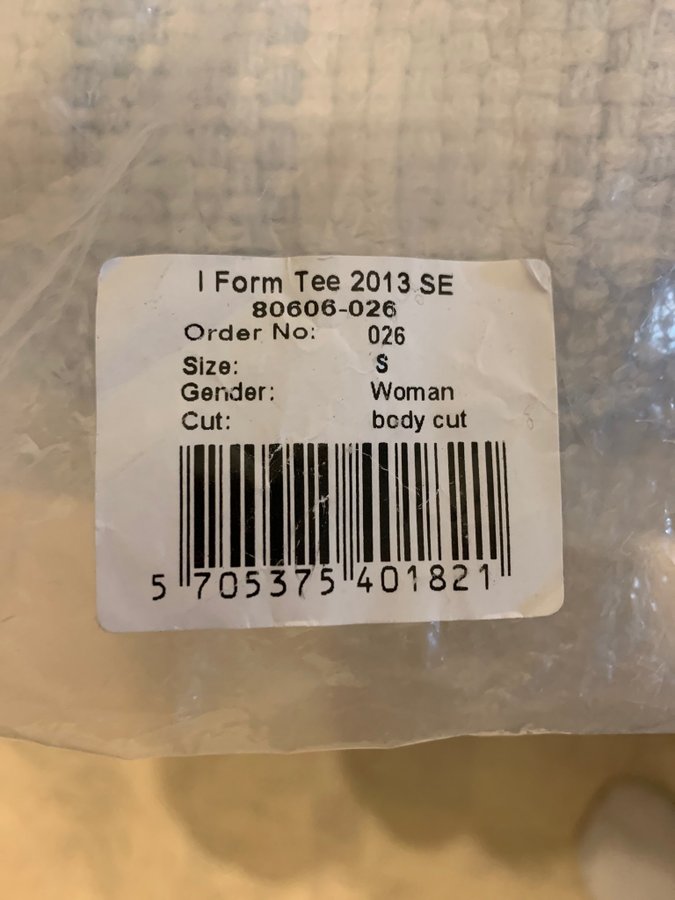 I Form Tee 2013 SE
80606-026
Order No: 026
Size: S
Gender: Woman
Cut: body cut
5 705375 401821